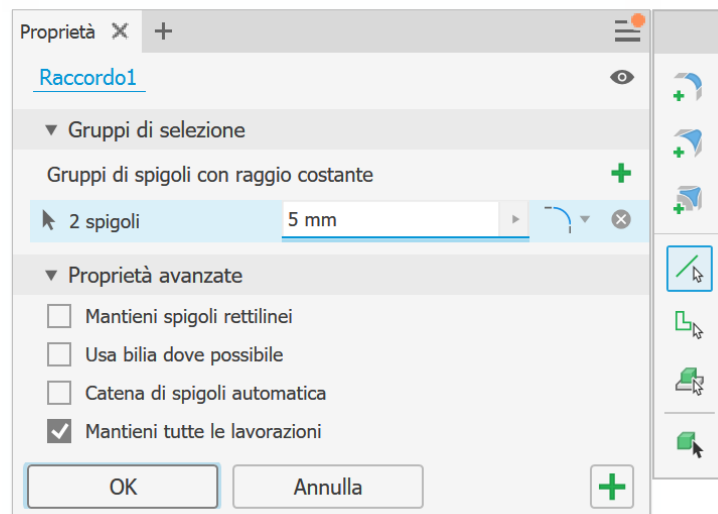 Proprietà
Raccordo1
Gruppi di selezione
Gruppi di spigoli con raggio costante
2 spigoli 5 mm
Proprietà avanzate
Mantieni spigoli rettilinei
Usa bilia dove possibile
Catena di spigoli automatica
Mantieni tutte le lavorazioni
OK Annulla